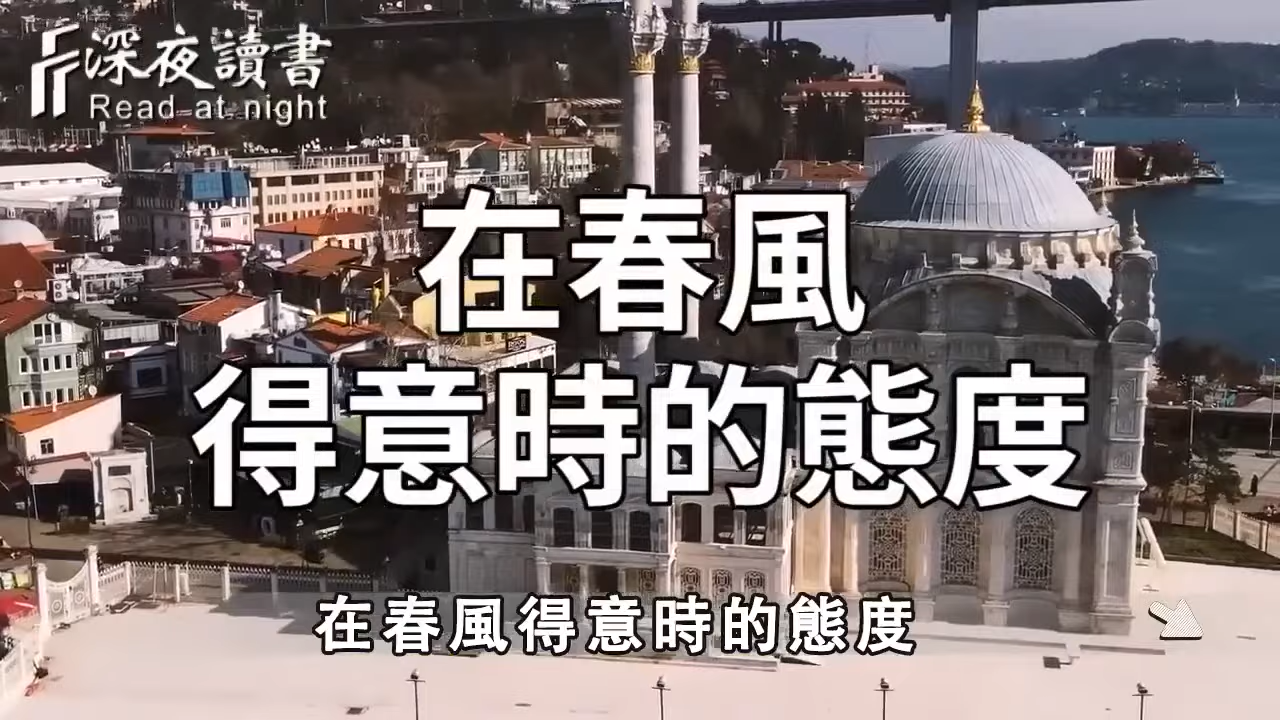 深夜讀書
Read at night
在春風
得意時的態度
在春風得意時的態度